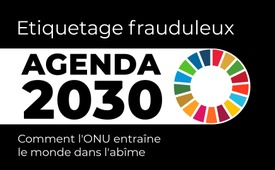 Etiquetage frauduleux
AGENDA
2030
Comment l'ONU entraîne
le monde dans l'abîme